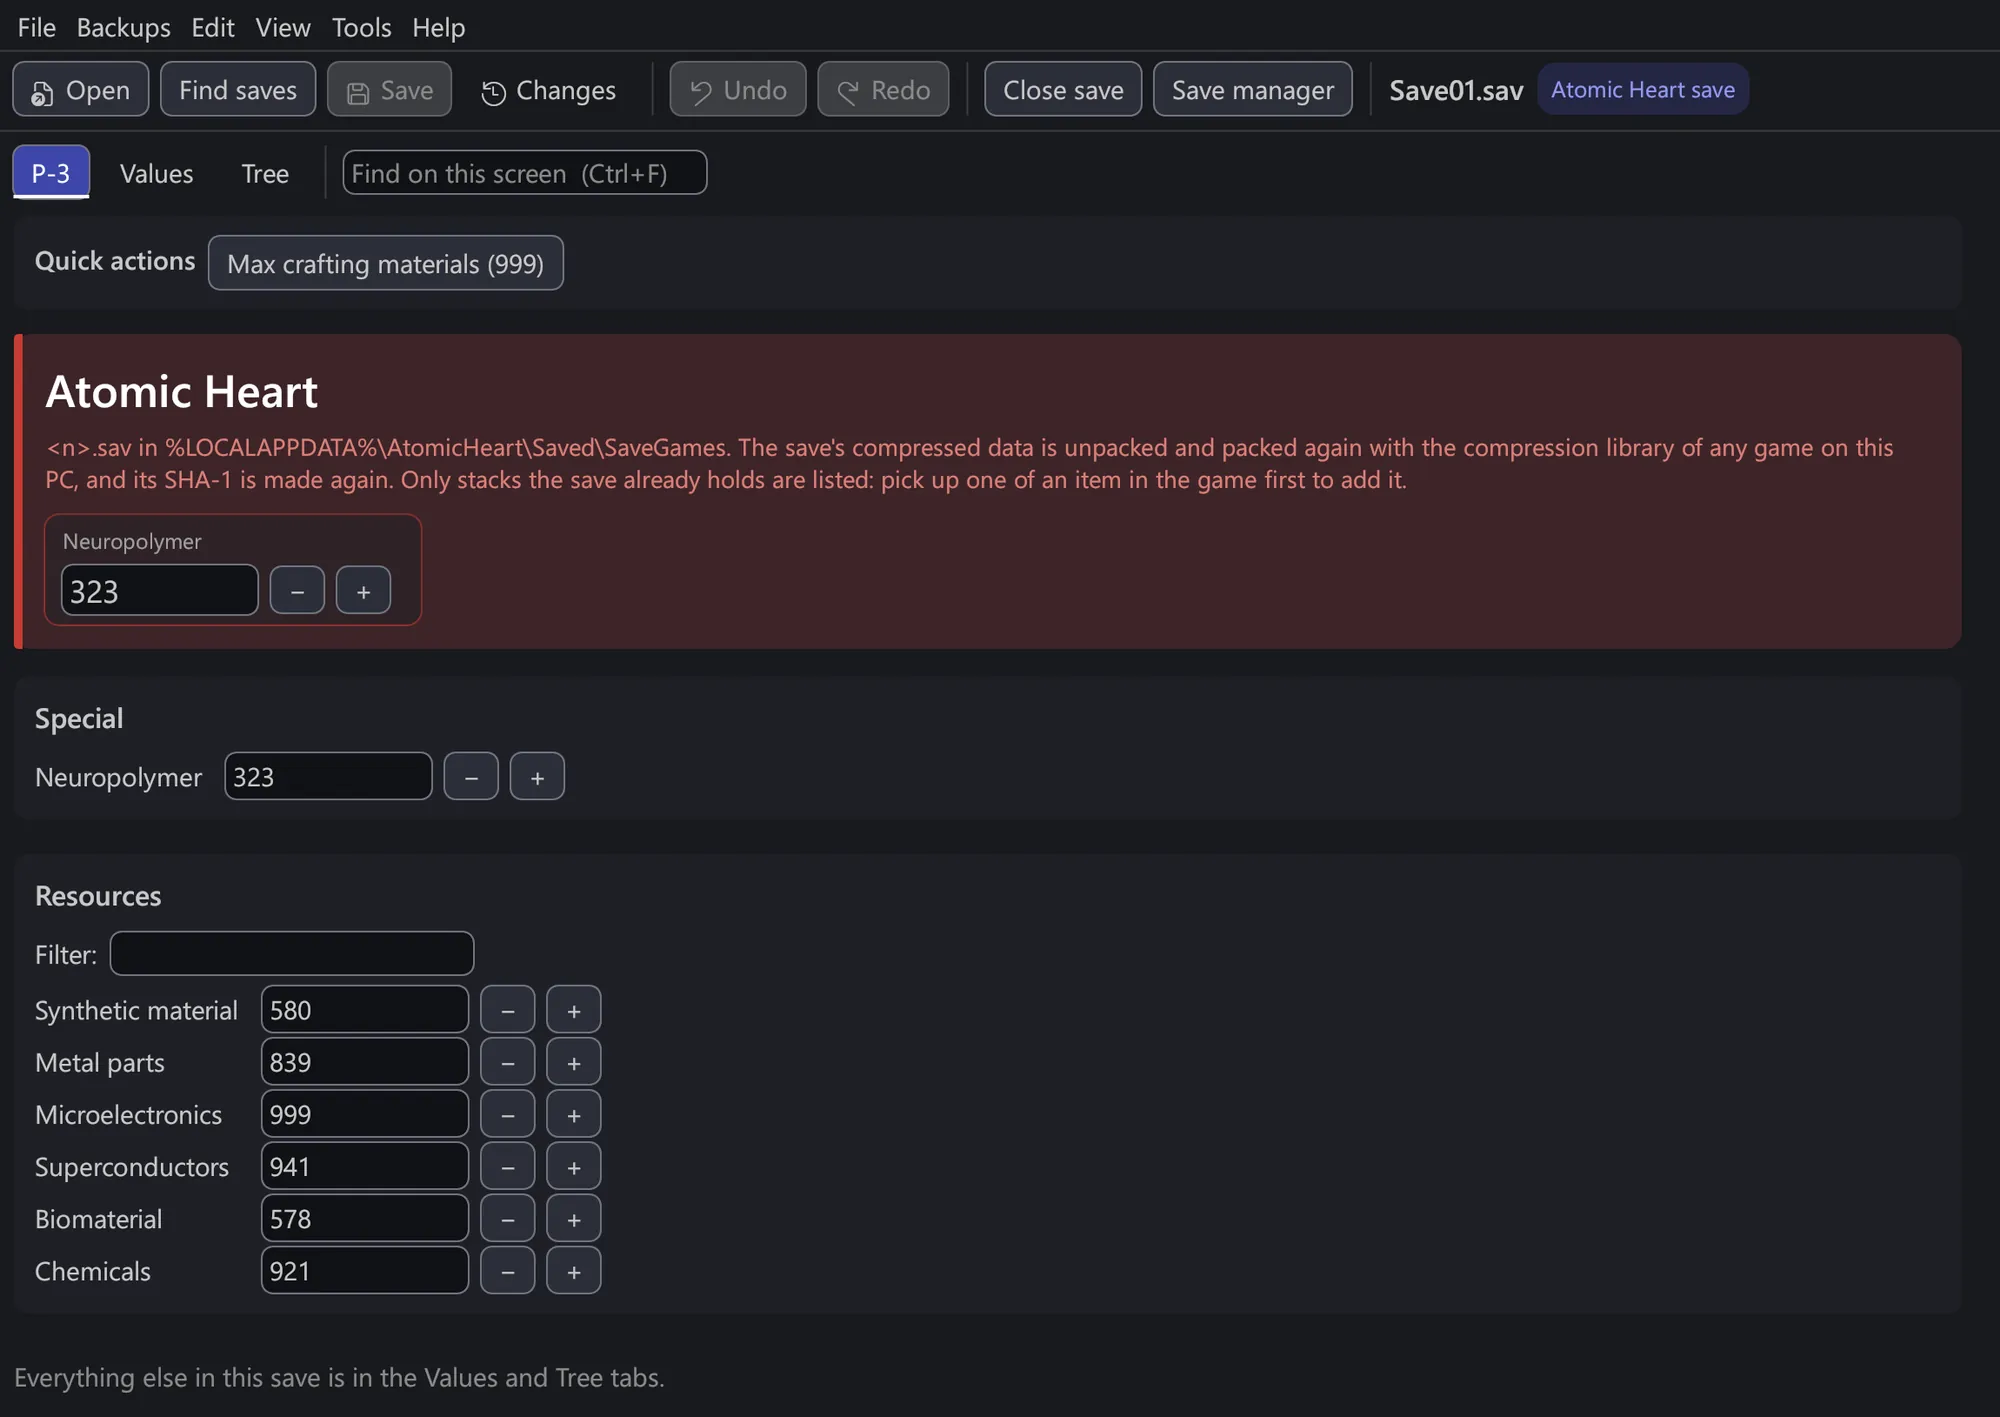 File Backups Edit View Tools Help
Open Find saves Save Changes Undo Redo Close save Save manager Save01.sav Atomic Heart save
P-3 Values Tree Find on this screen (Ctrl+F)
Quick actions Max crafting materials (999)
Atomic Heart
<n>.sav in %LOCALAPPDATA%\AtomicHeart\Saved\SaveGames. The save's compressed data is unpacked and packed again with the compression library of any game on this
PC, and its SHA-1 is made again. Only stacks the save already holds are listed: pick up one of an item in the game first to add it.
Neuropolymer
323 − +
Special
Neuropolymer 323 − +
Resources
Filter:
Synthetic material 580 − +
Metal parts 839 − +
Microelectronics 999 − +
Superconductors 941 − +
Biomaterial 578 − +
Chemicals 921 − +
Everything else in this save is in the Values and Tree tabs.